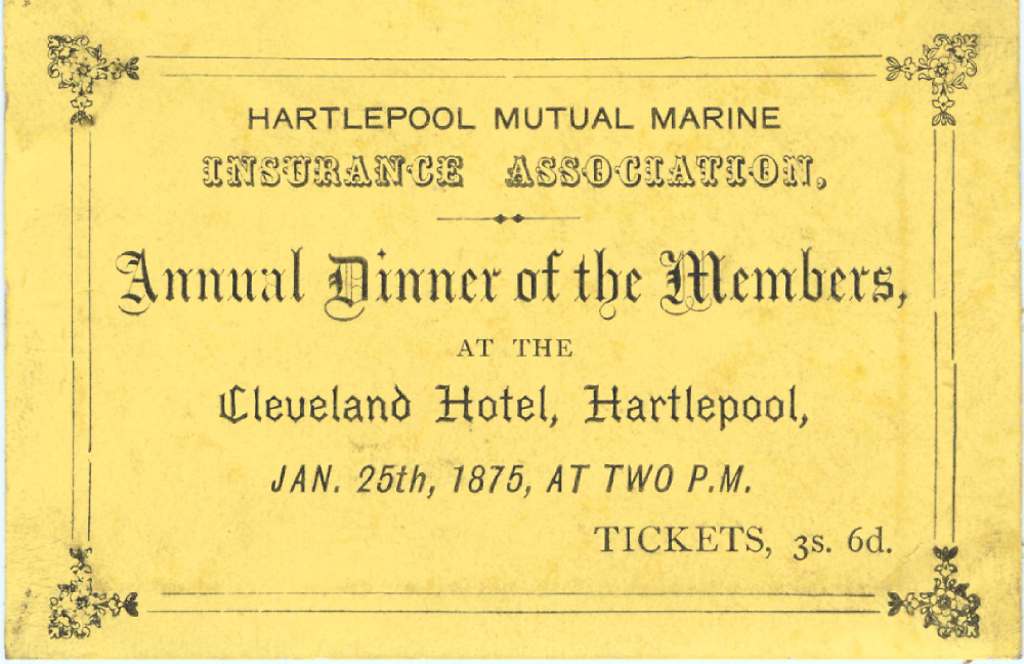 HARTLEPOOL MUTUAL MARINE
INSURANCE ASSOCIATION,
Annual Dinner of the Members,
AT THE
Cleveland Hotel, Hartlepool,
JAN. 25th, 1875, AT TWO P.M.
TICKETS, 3s. 6d.